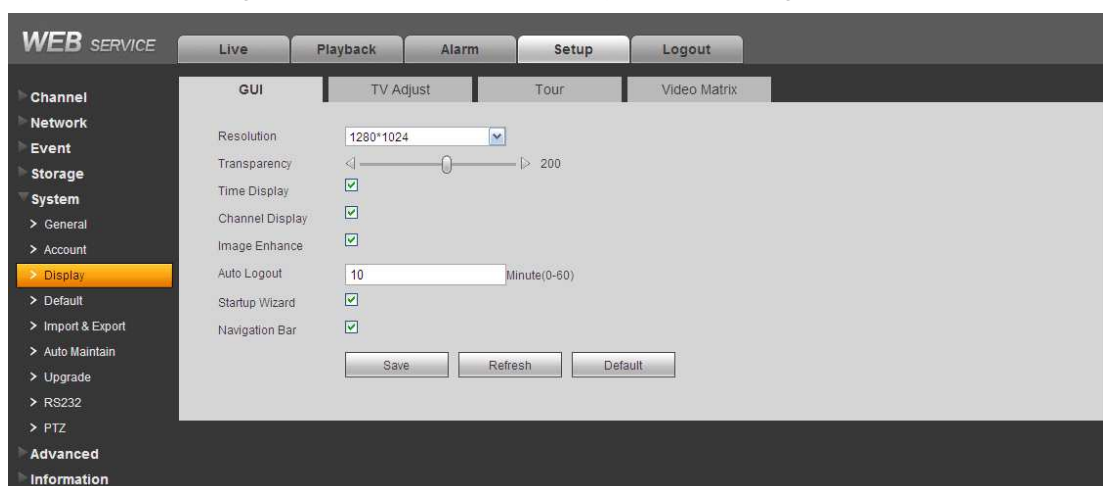 WEB SERVICE
Live Playback Alarm Setup Logout
GUI TV Adjust Tour Video Matrix
Channel
Network
Event
Storage
System
> General
> Account
> Display
> Default
> Import & Export
> Auto Maintain
> Upgrade
> RS232
> PTZ
Advanced
Information
Resolution 1280*1024
Transparency 200
Time Display
Channel Display
Image Enhance
Auto Logout 10 Minute(0-60)
Startup Wizard
Navigation Bar
Save Refresh Default